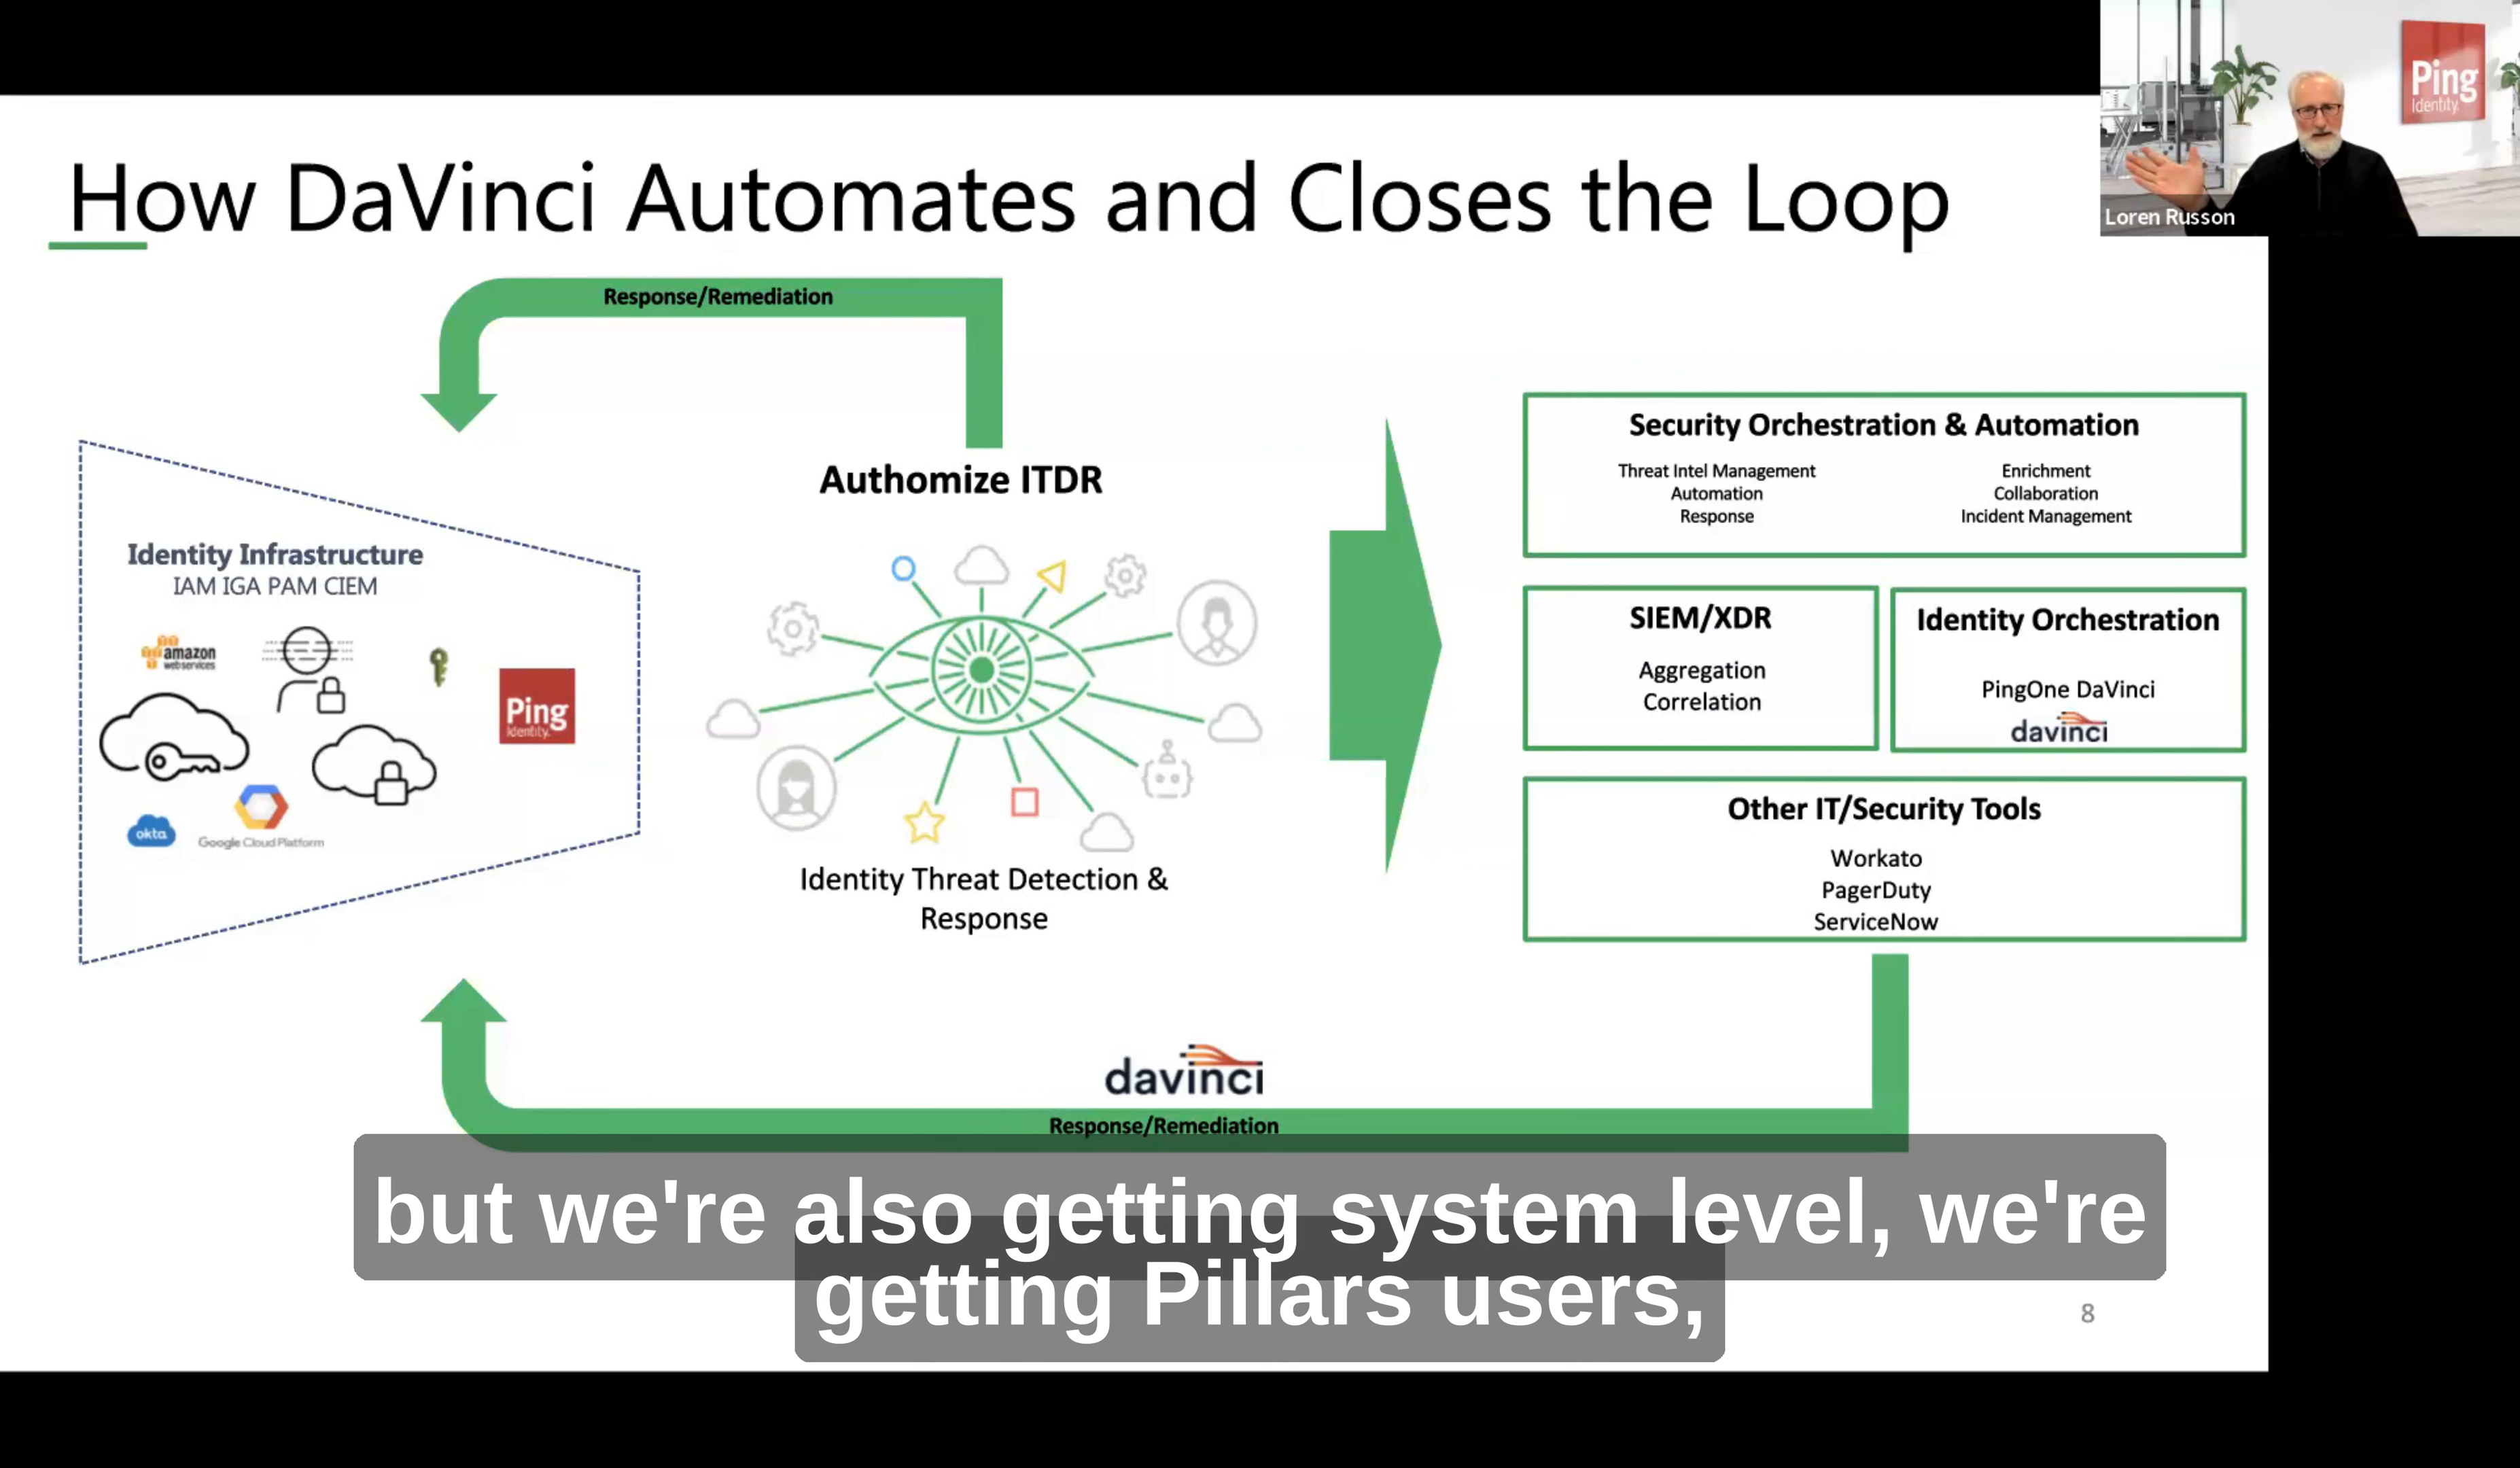 Ping
Identity.
Loren Russon
How DaVinci Automates and Closes the Loop
Response/Remediation
Identity Infrastructure
IAM IGA PAM CIEM
amazon
webservices
Ping
Identity.
okta
Google Cloud Platform
Authomize ITDR
Identity Threat Detection &
Response
Security Orchestration & Automation
Threat Intel Management
Automation
Response
Enrichment
Collaboration
Incident Management
SIEM/XDR
Aggregation
Correlation
Identity Orchestration
PingOne DaVinci
davinci
Other IT/Security Tools
Workato
PagerDuty
ServiceNow
davinci
Response/Remediation
but we're also getting system level, we're
getting Pillars users,
8